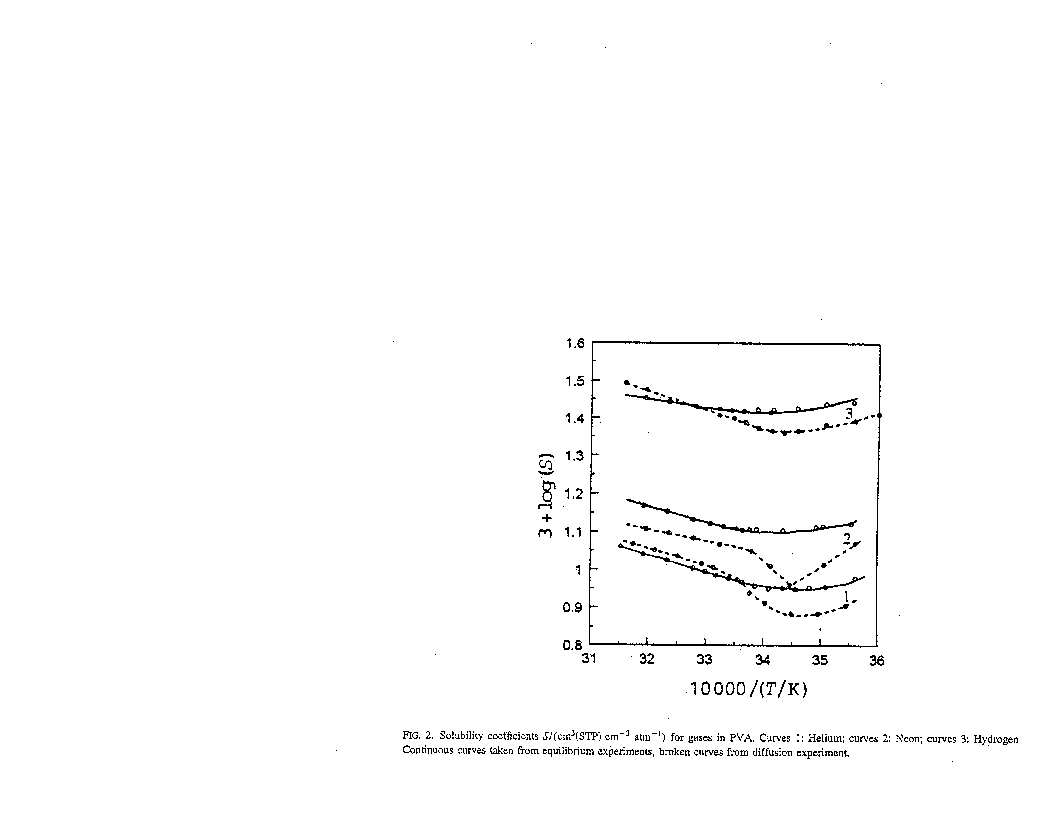 1.6
1.5
1.4
1.3
1.2
1.1
1
0.9
0.8
3 + log (S)
3
2
1
31 32 33 34 35 36
10000/(T/K)
FIG. 2. Solubility coefficients S/(cm³(STP) cm⁻³ atm⁻¹) for gases in PVA. Curves 1: Helium; curves 2: Neon; curves 3: Hydrogen
Continuous curves taken from equilibrium experiments, broken curves from diffusion experiment.